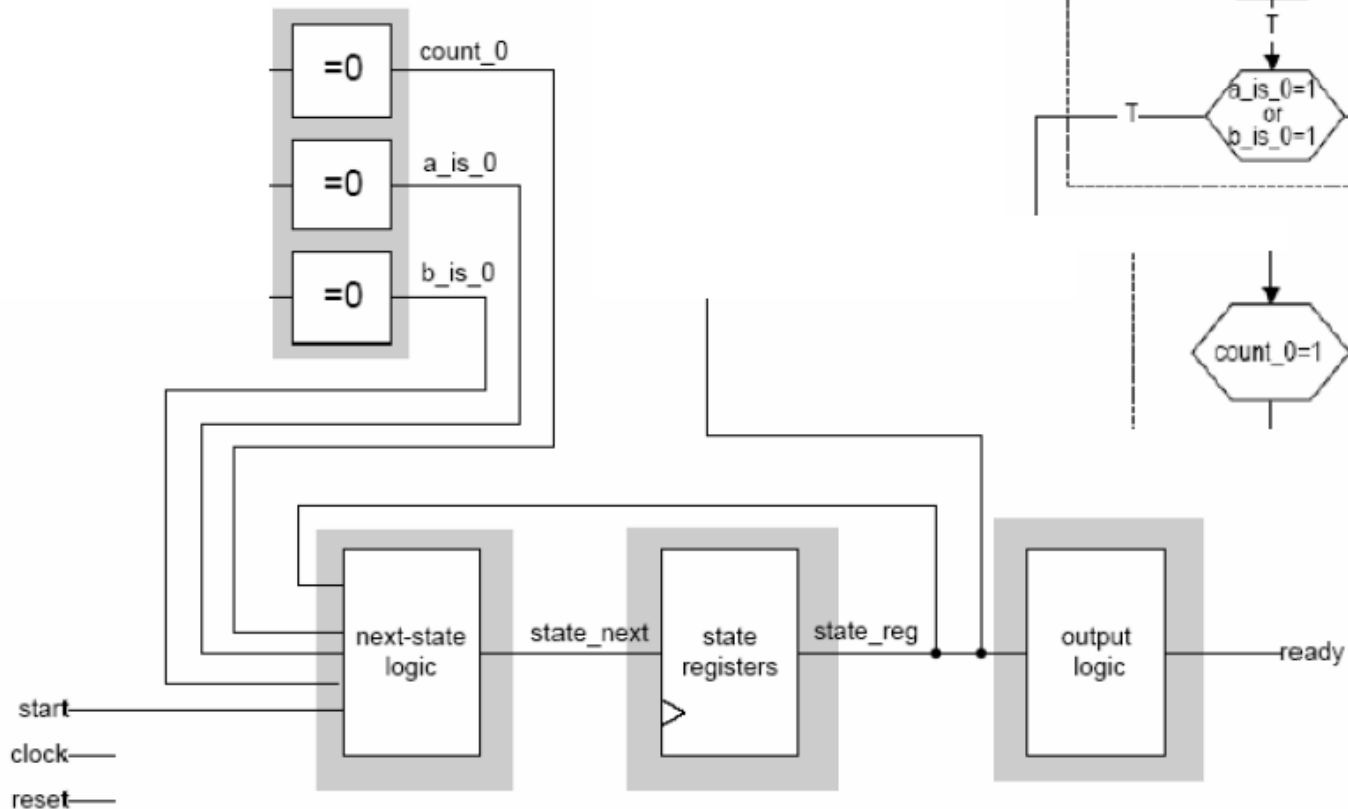 =0
count_0
=0
a_is_0
=0
b_is_0
T
a_is_0=1
or
b_is_0=1
T
count_0=1
next-state
logic
state_next
state
registers
state_reg
output
logic
ready
start
clock
reset